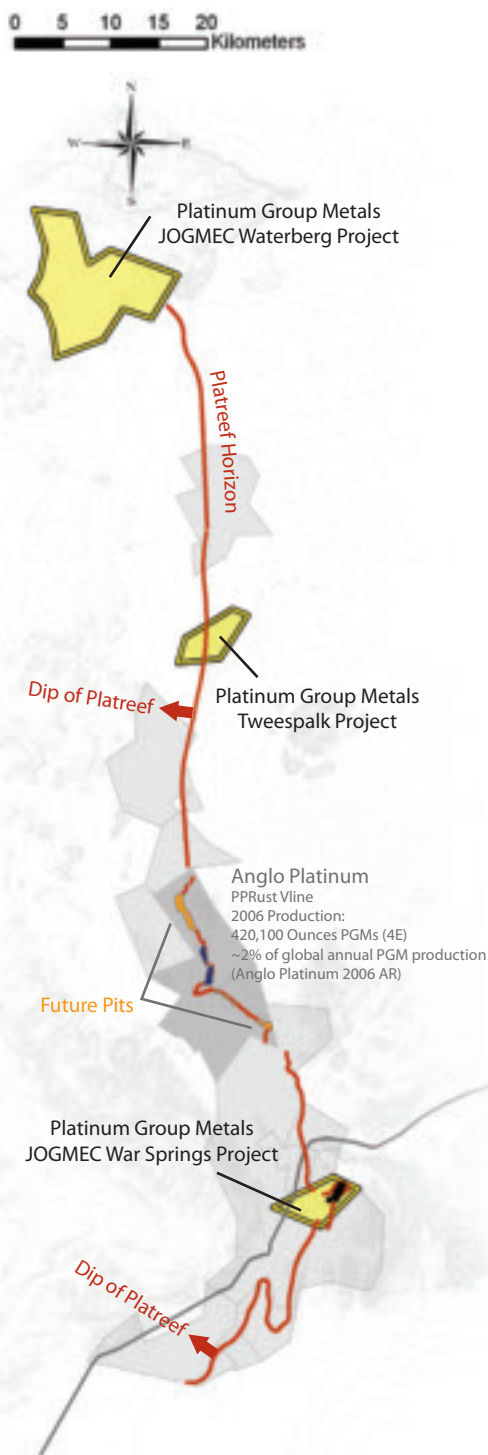 0 5 10 15 20
Kilometers
N
W E
S
Platinum Group Metals
JOGMEC Waterberg Project
Platreef Horizon
Dip of Platreef
Platinum Group Metals
Tweespalk Project
Anglo Platinum
PPRust Vline
2006 Production:
420,100 Ounces PGMs (4E)
~2% of global annual PGM production
(Anglo Platinum 2006 AR)
Future Pits
Platinum Group Metals
JOGMEC War Springs Project
Dip of Platreef